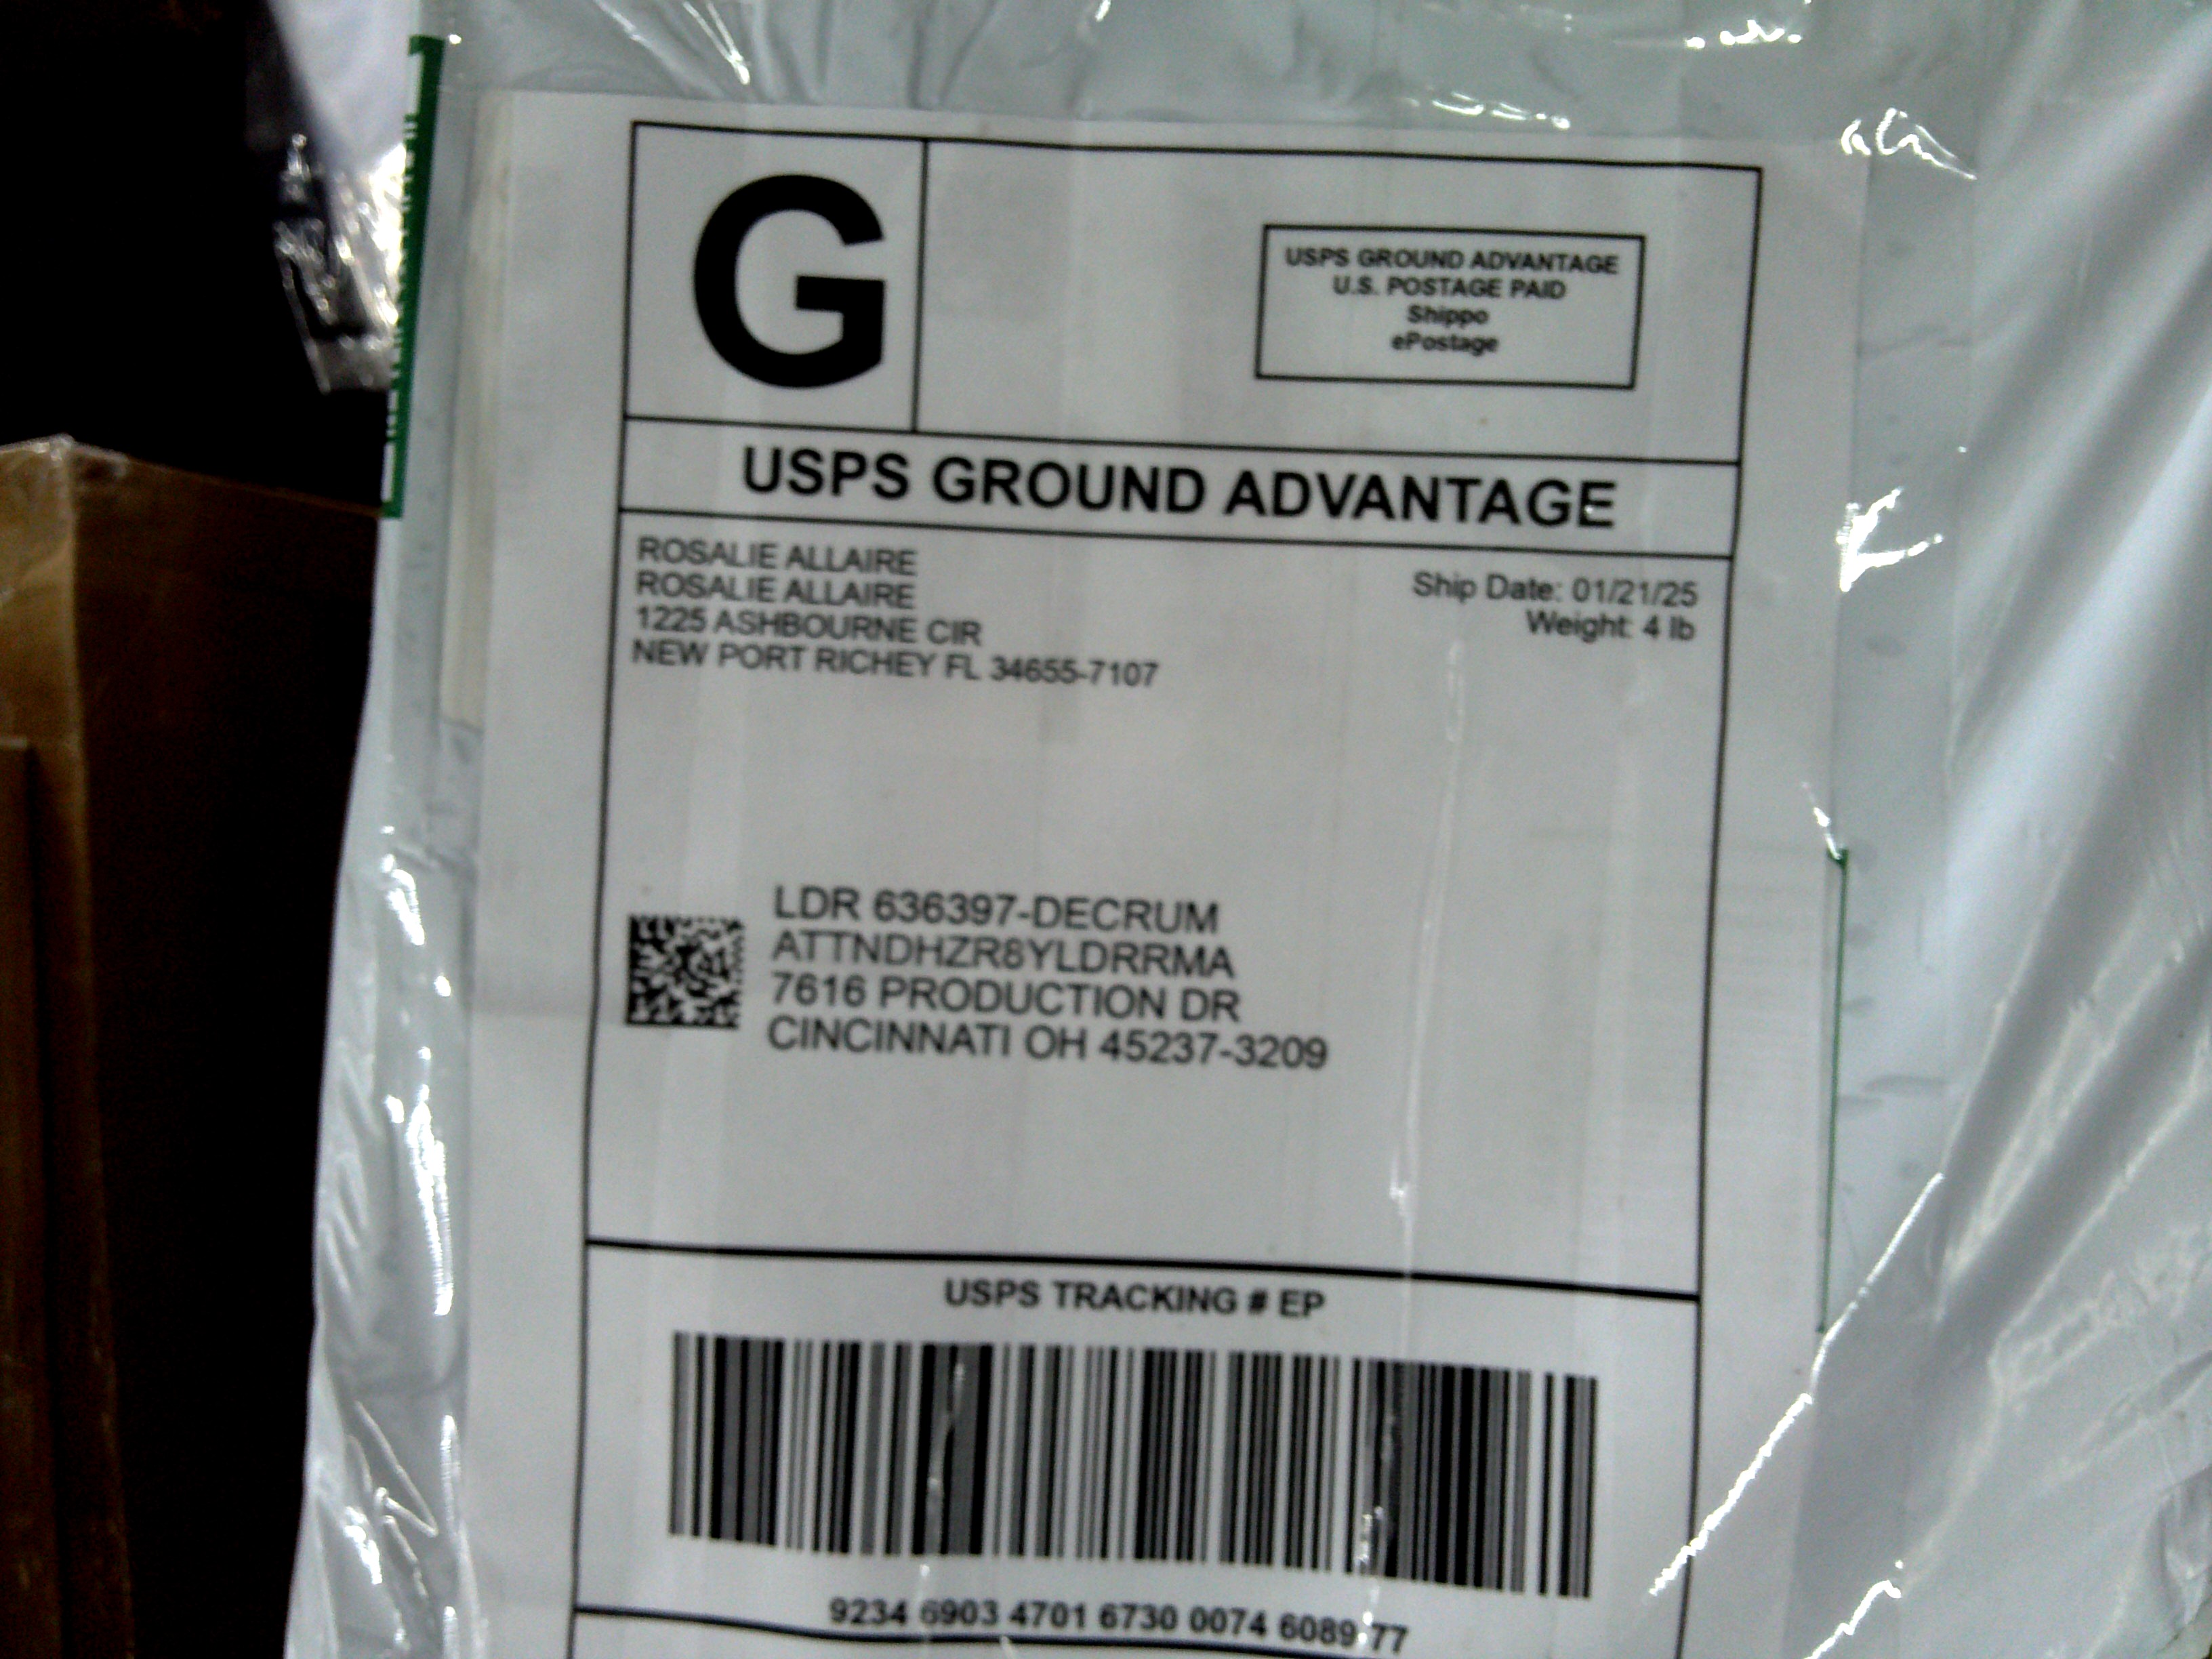 G
USPS GROUND ADVANTAGE
U.S. POSTAGE PAID
Shippo
ePostage
USPS GROUND ADVANTAGE
ROSALIE ALLAIRE
ROSALIE ALLAIRE
1225 ASHBOURNE CIR
NEW PORT RICHEY FL 34655-7107
Ship Date: 01/21/25
Weight: 4 lb
LDR 636397-DECRUM
ATTNDHZR8YLDRRMA
7616 PRODUCTION DR
CINCINNATI OH 45237-3209
USPS TRACKING # EP
9234 6903 4701 6730 0074 6089 77